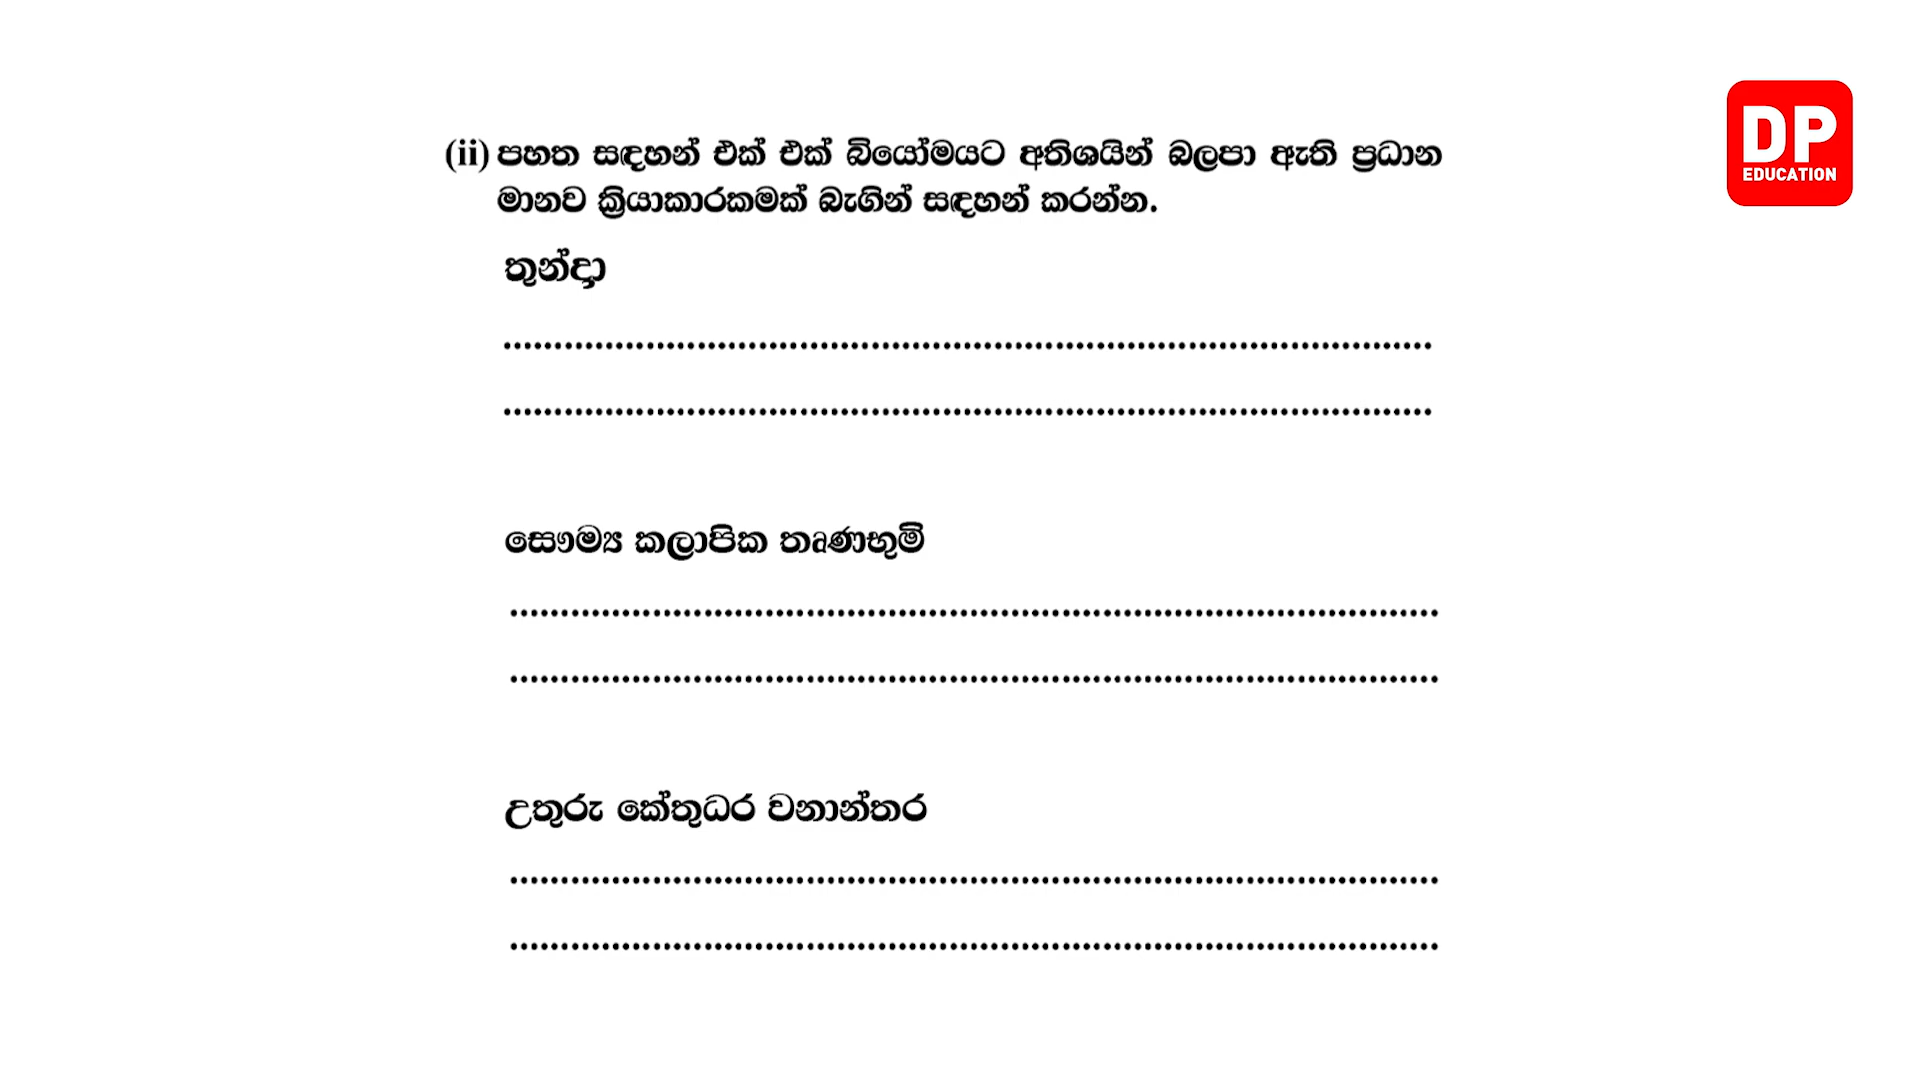 DP
EDUCATION
(ii) පහත සඳහන් එක් එක් බියෝමයට අතිශයින් බලපා ඇති ප්‍රධාන
මානව ක්‍රියාකාරකමක් බැගින් සඳහන් කරන්න.
තුන්ද්‍රා
..........................................................................................
..........................................................................................
සෞම්‍ය කලාපික තෘණභූමි
..........................................................................................
..........................................................................................
උතුරු කේතුධර වනාන්තර
..........................................................................................
..........................................................................................